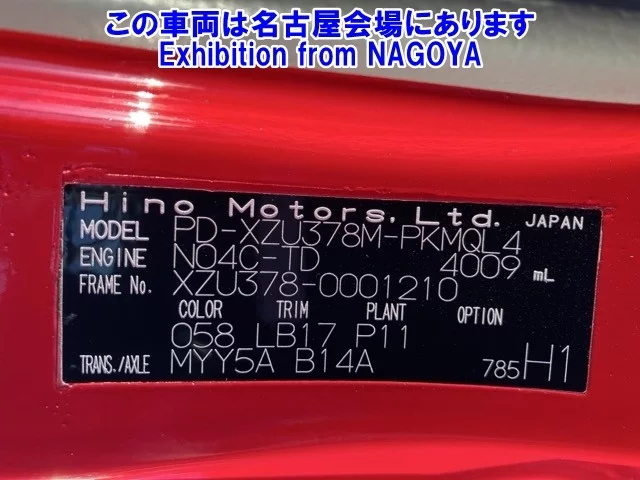 この車両は名古屋会場にあります
Exhibition from NAGOYA
Hino Motors, Ltd. JAPAN
MODEL PD-XZU378M-PKMQL4
ENGINE N04C-TD 4009 mL
FRAME No. XZU378-0001210
COLOR TRIM PLANT OPTION
058 LB17 P11
TRANS./AXLE MYY5A B14A 785H1